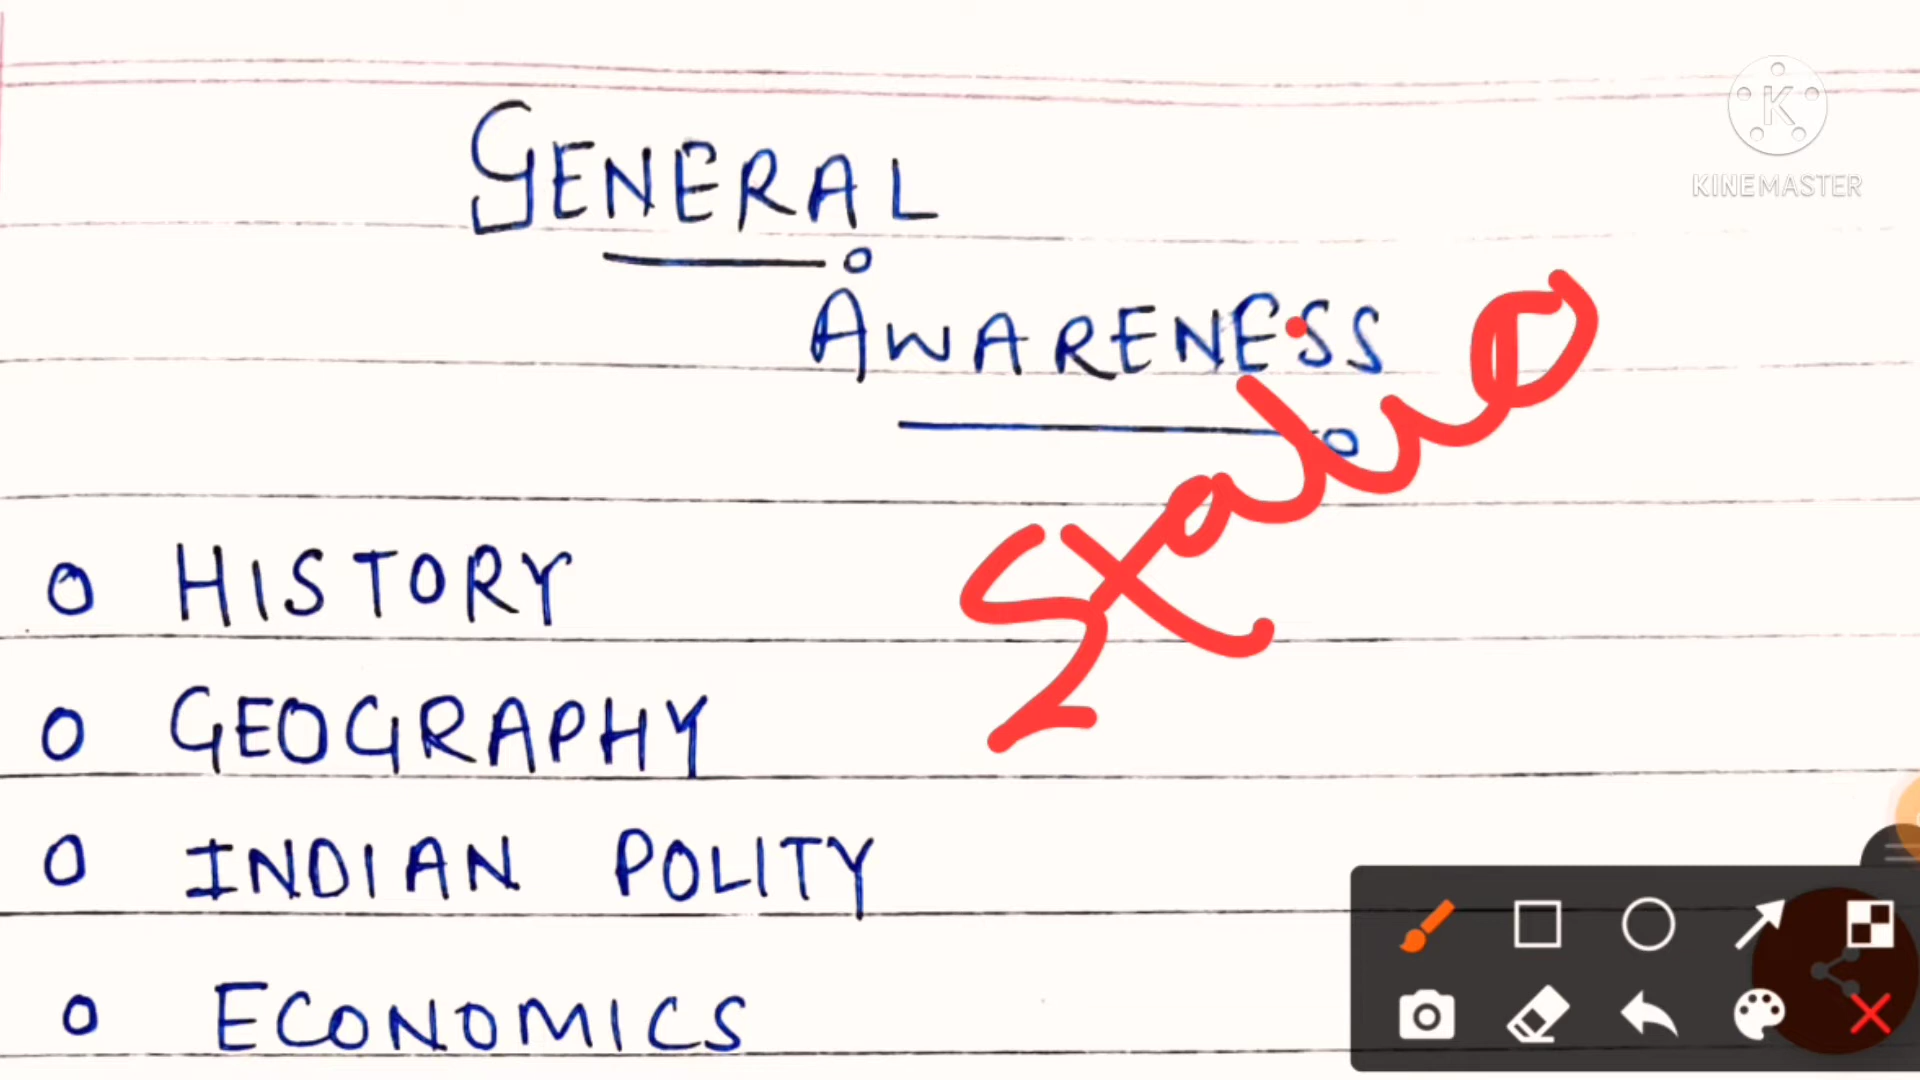 GENERAL
AWARENESS
KINEMASTER
Static
HISTORY
GEOGRAPHY
INDIAN POLITY
ECONOMICS